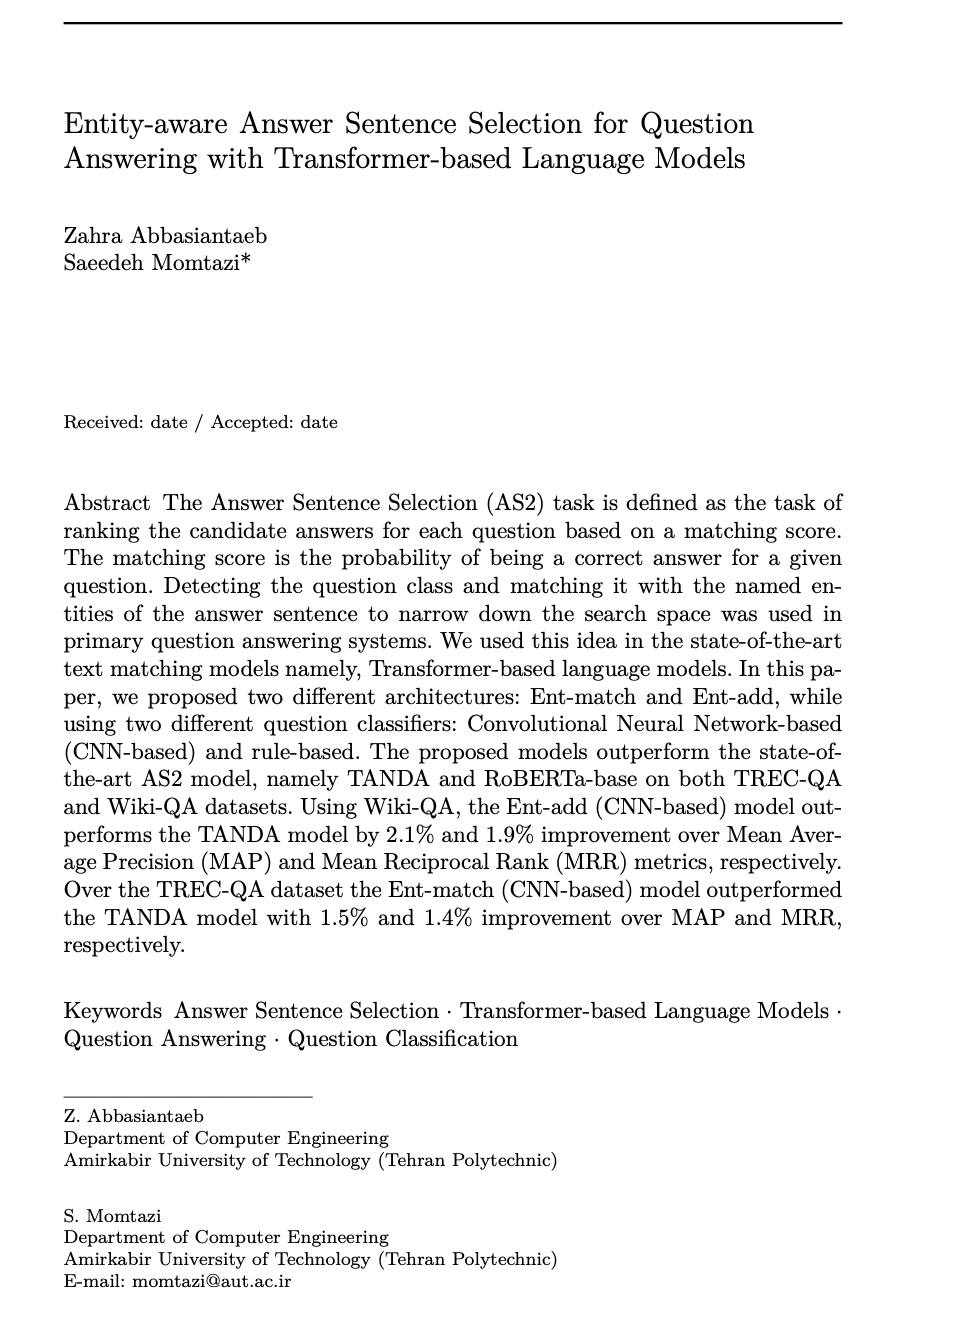 Entity-aware Answer Sentence Selection for Question
Answering with Transformer-based Language Models
Zahra Abbasiantaeb
Saeedeh Momtazi*
Received: date / Accepted: date
Abstract The Answer Sentence Selection (AS2) task is defined as the task of
ranking the candidate answers for each question based on a matching score.
The matching score is the probability of being a correct answer for a given
question. Detecting the question class and matching it with the named en-
tities of the answer sentence to narrow down the search space was used in
primary question answering systems. We used this idea in the state-of-the-art
text matching models namely, Transformer-based language models. In this pa-
per, we proposed two different architectures: Ent-match and Ent-add, while
using two different question classifiers: Convolutional Neural Network-based
(CNN-based) and rule-based. The proposed models outperform the state-of-
the-art AS2 model, namely TANDA and RoBERTa-base on both TREC-QA
and Wiki-QA datasets. Using Wiki-QA, the Ent-add (CNN-based) model out-
performs the TANDA model by 2.1% and 1.9% improvement over Mean Aver-
age Precision (MAP) and Mean Reciprocal Rank (MRR) metrics, respectively.
Over the TREC-QA dataset the Ent-match (CNN-based) model outperformed
the TANDA model with 1.5% and 1.4% improvement over MAP and MRR,
respectively.
Keywords Answer Sentence Selection · Transformer-based Language Models ·
Question Answering · Question Classification
Z. Abbasiantaeb
Department of Computer Engineering
Amirkabir University of Technology (Tehran Polytechnic)
S. Momtazi
Department of Computer Engineering
Amirkabir University of Technology (Tehran Polytechnic)
E-mail: momtazi@aut.ac.ir